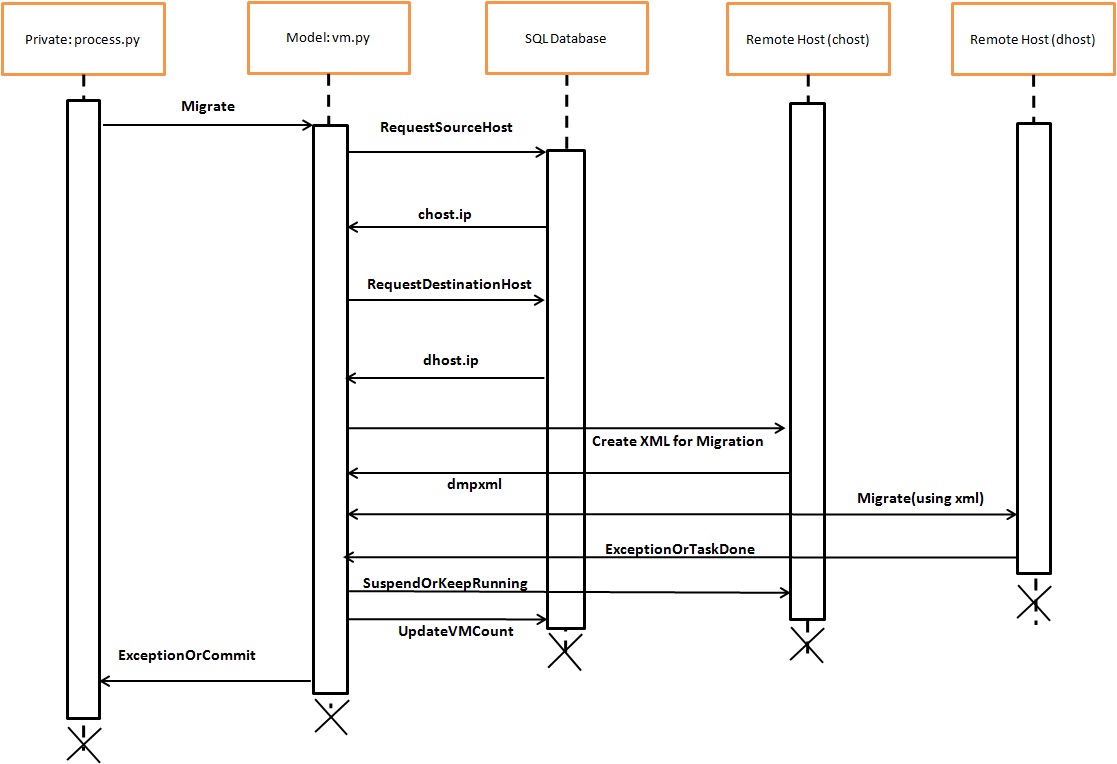 Private: process.py
Model: vm.py
SQL Database
Remote Host (chost)
Remote Host (dhost)
Migrate
RequestSourceHost
chost.ip
RequestDestinationHost
dhost.ip
Create XML for Migration
dmpxml
Migrate(using xml)
ExceptionOrTaskDone
SuspendOrKeepRunning
UpdateVMCount
ExceptionOrCommit